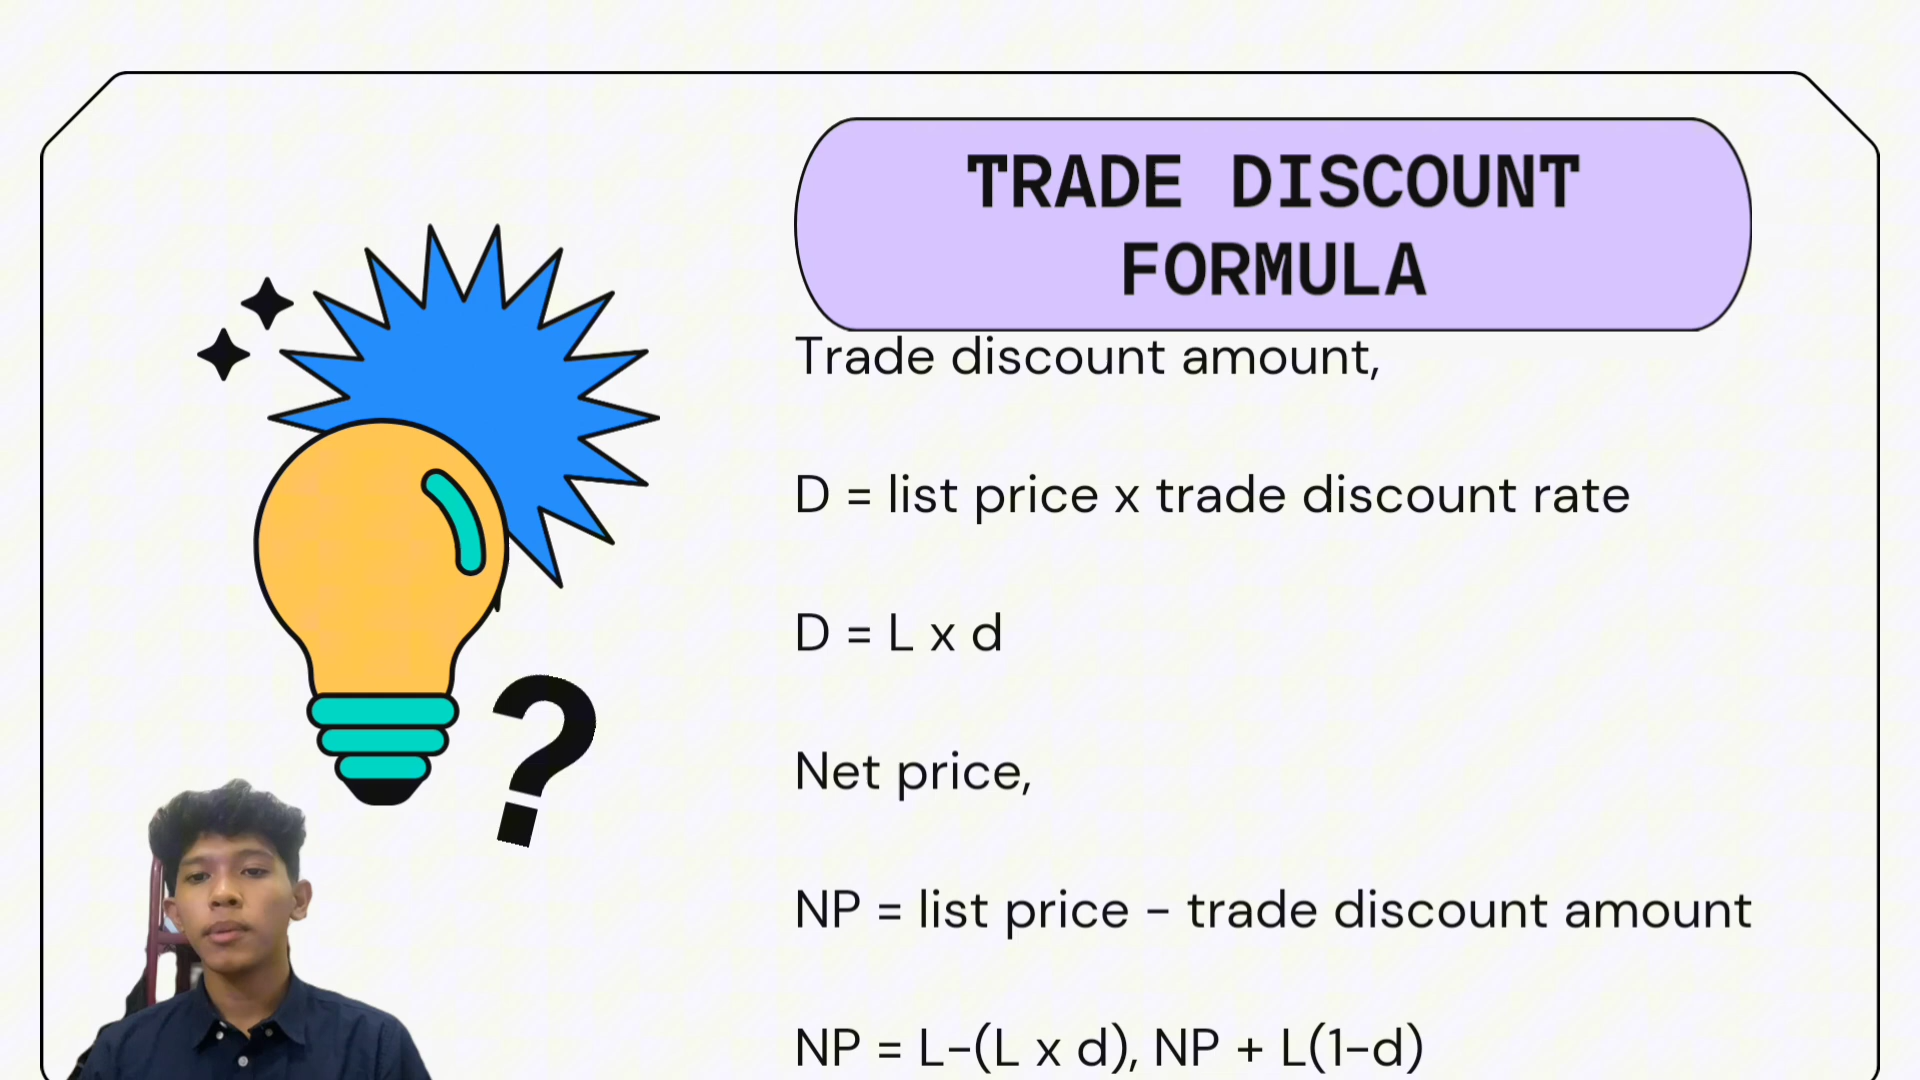 TRADE DISCOUNT
FORMULA
Trade discount amount,
D = list price x trade discount rate
D = L x d
Net price,
NP = list price - trade discount amount
NP = L-(L x d), NP + L(1-d)
?